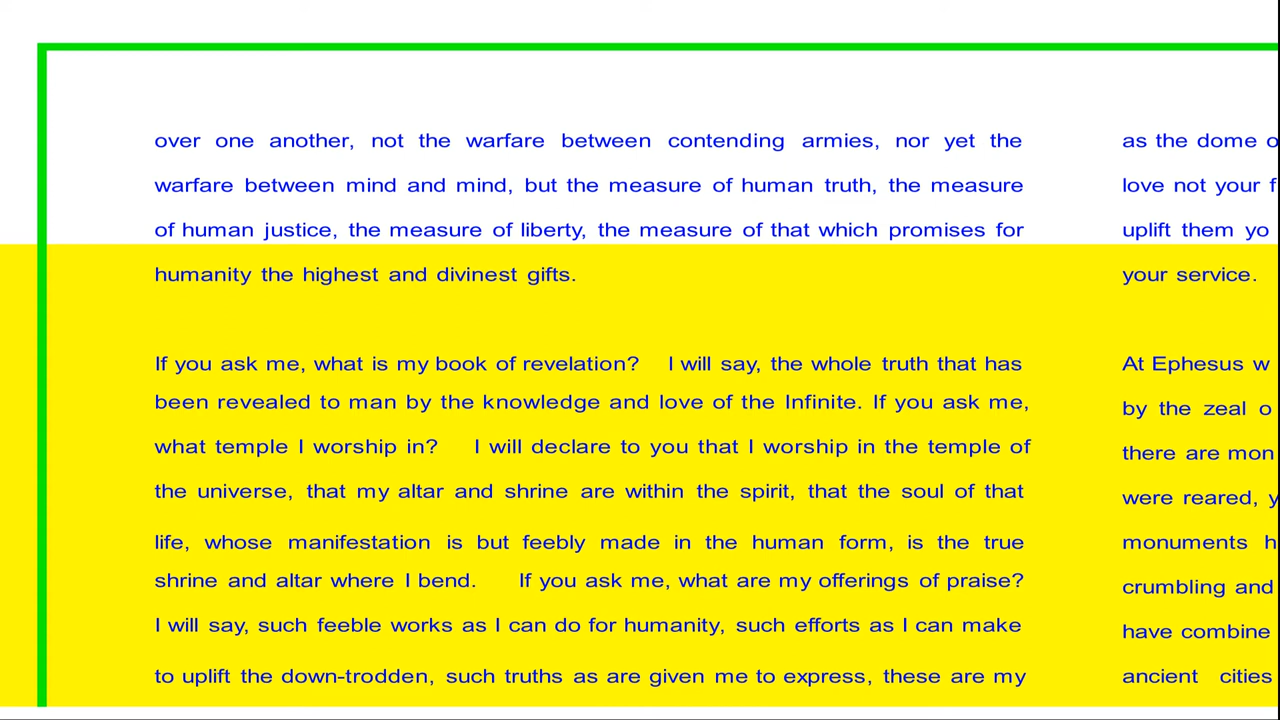 over one another, not the warfare between contending armies, nor yet the
warfare between mind and mind, but the measure of human truth, the measure
of human justice, the measure of liberty, the measure of that which promises for
humanity the highest and divinest gifts.
If you ask me, what is my book of revelation? I will say, the whole truth that has
been revealed to man by the knowledge and love of the Infinite. If you ask me,
what temple I worship in? I will declare to you that I worship in the temple of
the universe, that my altar and shrine are within the spirit, that the soul of that
life, whose manifestation is but feebly made in the human form, is the true
shrine and altar where I bend. If you ask me, what are my offerings of praise?
I will say, such feeble works as I can do for humanity, such efforts as I can make
to uplift the down-trodden, such truths as are given me to express, these are my
as the dome
love not your
uplift them
your service.
At Ephesus
by the zeal
there are
were reared,
monuments
crumbling and
have
ancient cities